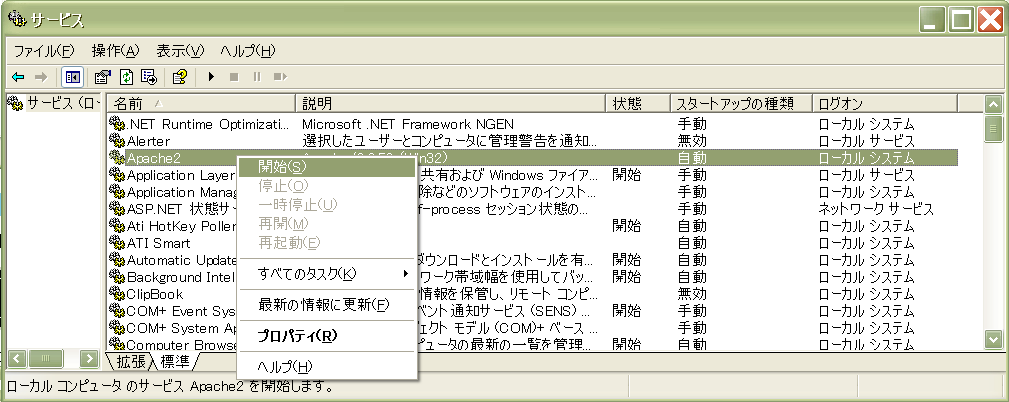 サービス
ファイル(F) 操作(A) 表示(V) ヘルプ(H)
サービス (ロ
名前 説明 状態 スタートアップの種類 ログオン
.NET Runtime Optimizati... Microsoft .NET Framework NGEN 手動 ローカル システム
Alerter 選択したユーザーとコンピュータに管理警告を通知... 無効 ローカル サービス
Apache2 (Win32) 自動 ローカル システム
Application Layer 共有および Windows ファイア... 開始 手動 ローカル サービス
Application Manag 除などのソフトウェアのインスト... 手動 ローカル システム
ASP.NET 状態サ f-process セッション状態の... 手動 ネットワーク サービス
Ati HotKey Poller 開始 自動 ローカル システム
ATI Smart 自動 ローカル システム
Automatic Update ダウンロードとインストールを有... 開始 自動 ローカル システム
Background Intel ワーク帯域幅を使用してバッ... 開始 自動 ローカル システム
ClipBook 情報を保管し、リモート コンピ... 無効 ローカル システム
COM+ Event Sys ベント通知サービス (SENS) ... 開始 手動 ローカル システム
COM+ System Ap ェクト モデル (COM)+ ベース ... 手動 ローカル システム
Computer Browse ピュータの最新の一覧を管理... 開始 自動 ローカル システム
開始(S)
停止(O)
一時停止(U)
再開(M)
再起動(E)
すべてのタスク(K)
最新の情報に更新(F)
プロパティ(R)
ヘルプ(H)
拡張 標準
ローカル コンピュータ のサービス Apache2 を開始します。